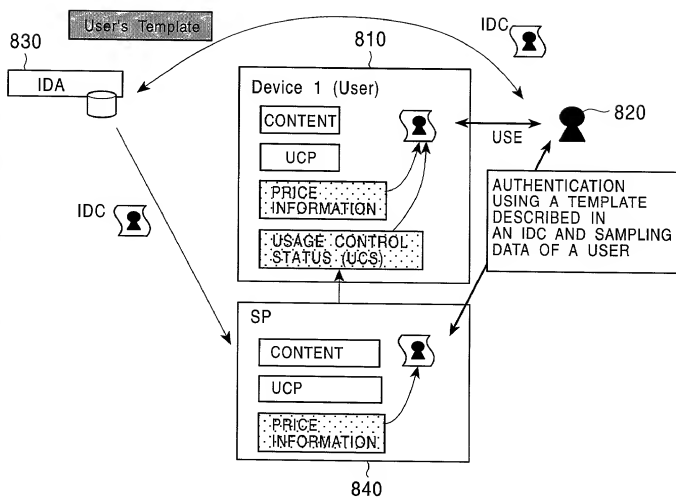 User's Template
830
IDA
IDC
810
820
Device 1 (User)
CONTENT
UCP
PRICE
INFORMATION
USAGE CONTROL
STATUS (UCS)
USE
AUTHENTICATION
USING A TEMPLATE
DESCRIBED IN
AN IDC AND SAMPLING
DATA OF A USER
IDC
SP
CONTENT
UCP
PRICE
INFORMATION
840